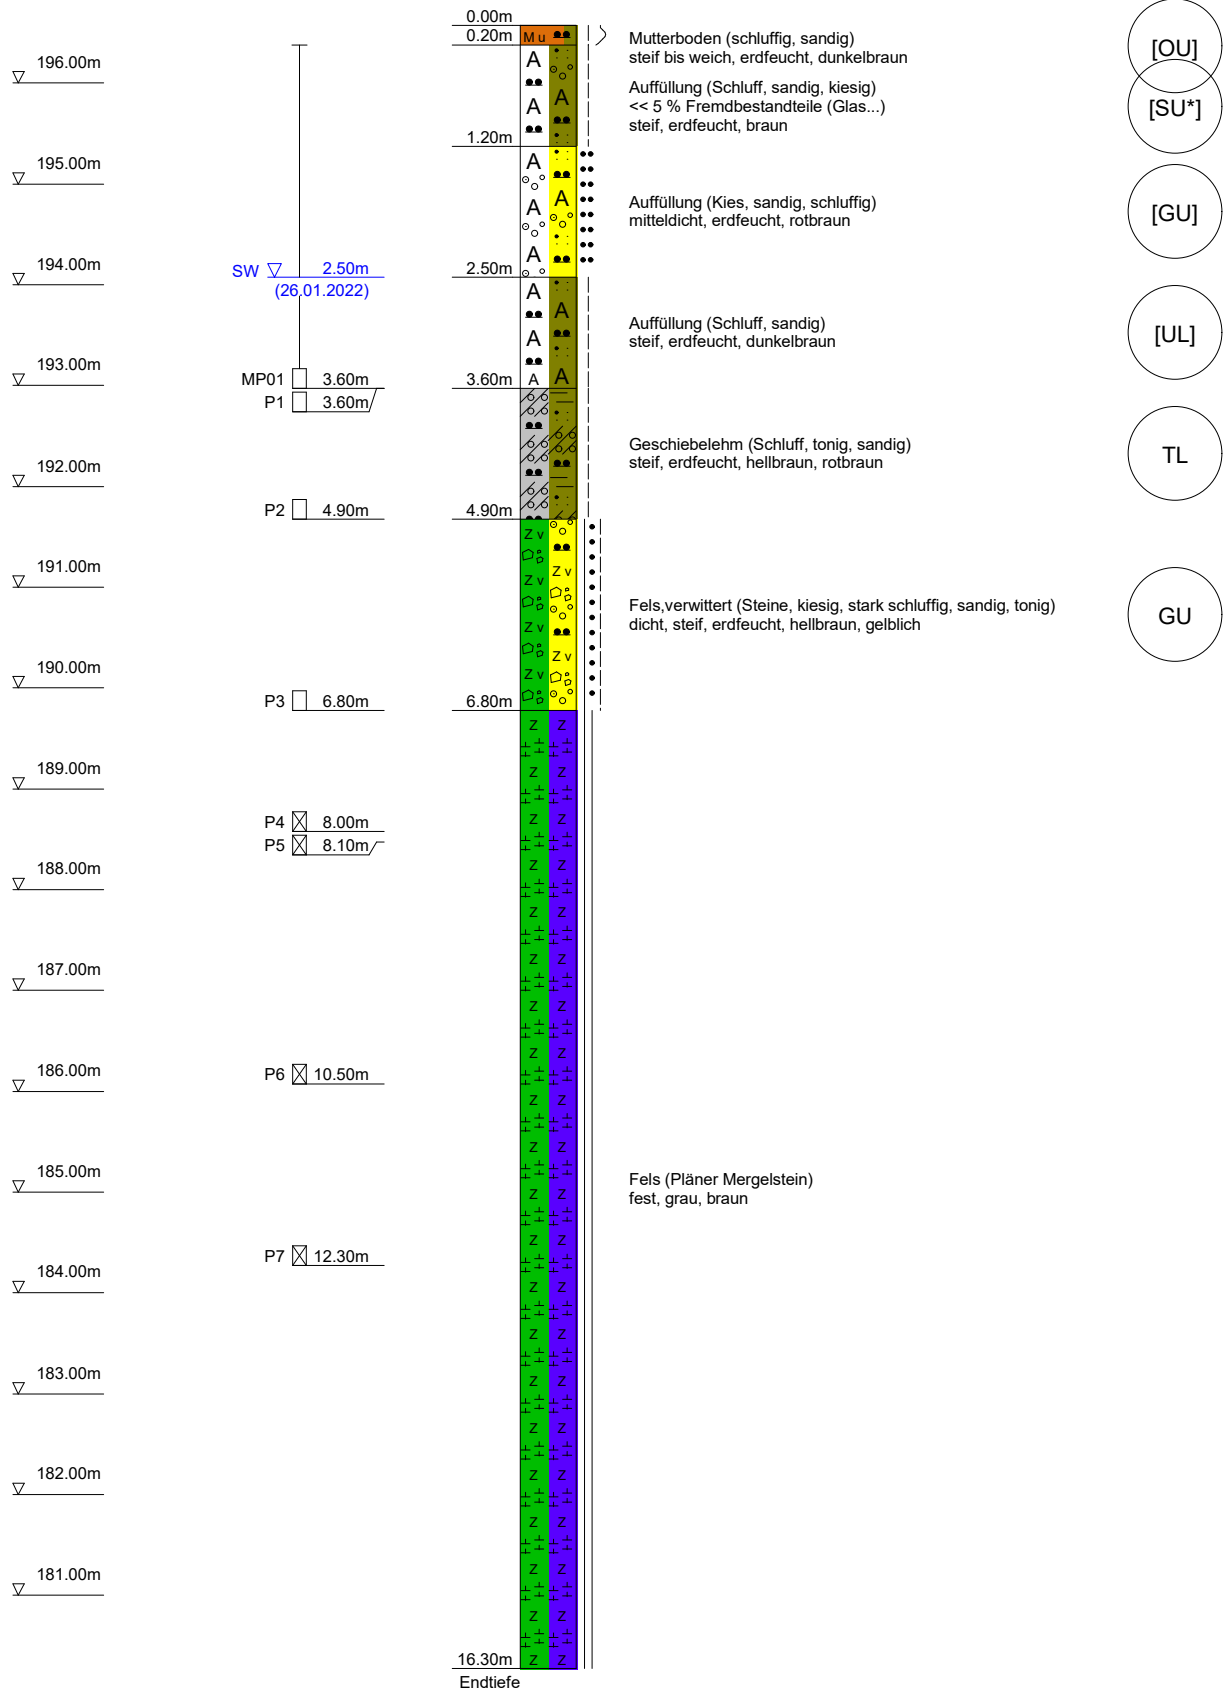 0.00m
0.20m
M u
Mutterboden (schluffig, sandig)
steif bis weich, erdfeucht, dunkelbraun
[OU]
196.00m
A
A
A
Auffüllung (Schluff, sandig, kiesig)
<< 5 % Fremdbestandteile (Glas...)
steif, erdfeucht, braun
[SU*]
1.20m
195.00m
A
A
A
A
Auffüllung (Kies, sandig, schluffig)
mitteldicht, erdfeucht, rotbraun
[GU]
194.00m
SW 2.50m
(26.01.2022)
2.50m
A
A
A
A
A
Auffüllung (Schluff, sandig)
steif, erdfeucht, dunkelbraun
[UL]
193.00m
MP01 3.60m
3.60m
P1 3.60m
Geschiebelehm (Schluff, tonig, sandig)
steif, erdfeucht, hellbraun, rotbraun
TL
192.00m
P2 4.90m
4.90m
Z v
Z v
Z v
Z v
Z v
Z v
191.00m
Fels,verwittert (Steine, kiesig, stark schluffig, sandig, tonig)
dicht, steif, erdfeucht, hellbraun, gelblich
GU
190.00m
P3 6.80m
6.80m
Z Z
Z Z
189.00m
Z Z
P4 8.00m
P5 8.10m
Z Z
188.00m
Z Z
Z Z
187.00m
Z Z
Z Z
186.00m
P6 10.50m
Z Z
Z Z
185.00m
Fels (Pläner Mergelstein)
fest, grau, braun
Z Z
Z Z
P7 12.30m
184.00m
Z Z
Z Z
183.00m
Z Z
Z Z
182.00m
Z Z
Z Z
181.00m
Z Z
Z Z
16.30m
Z Z
Endtiefe